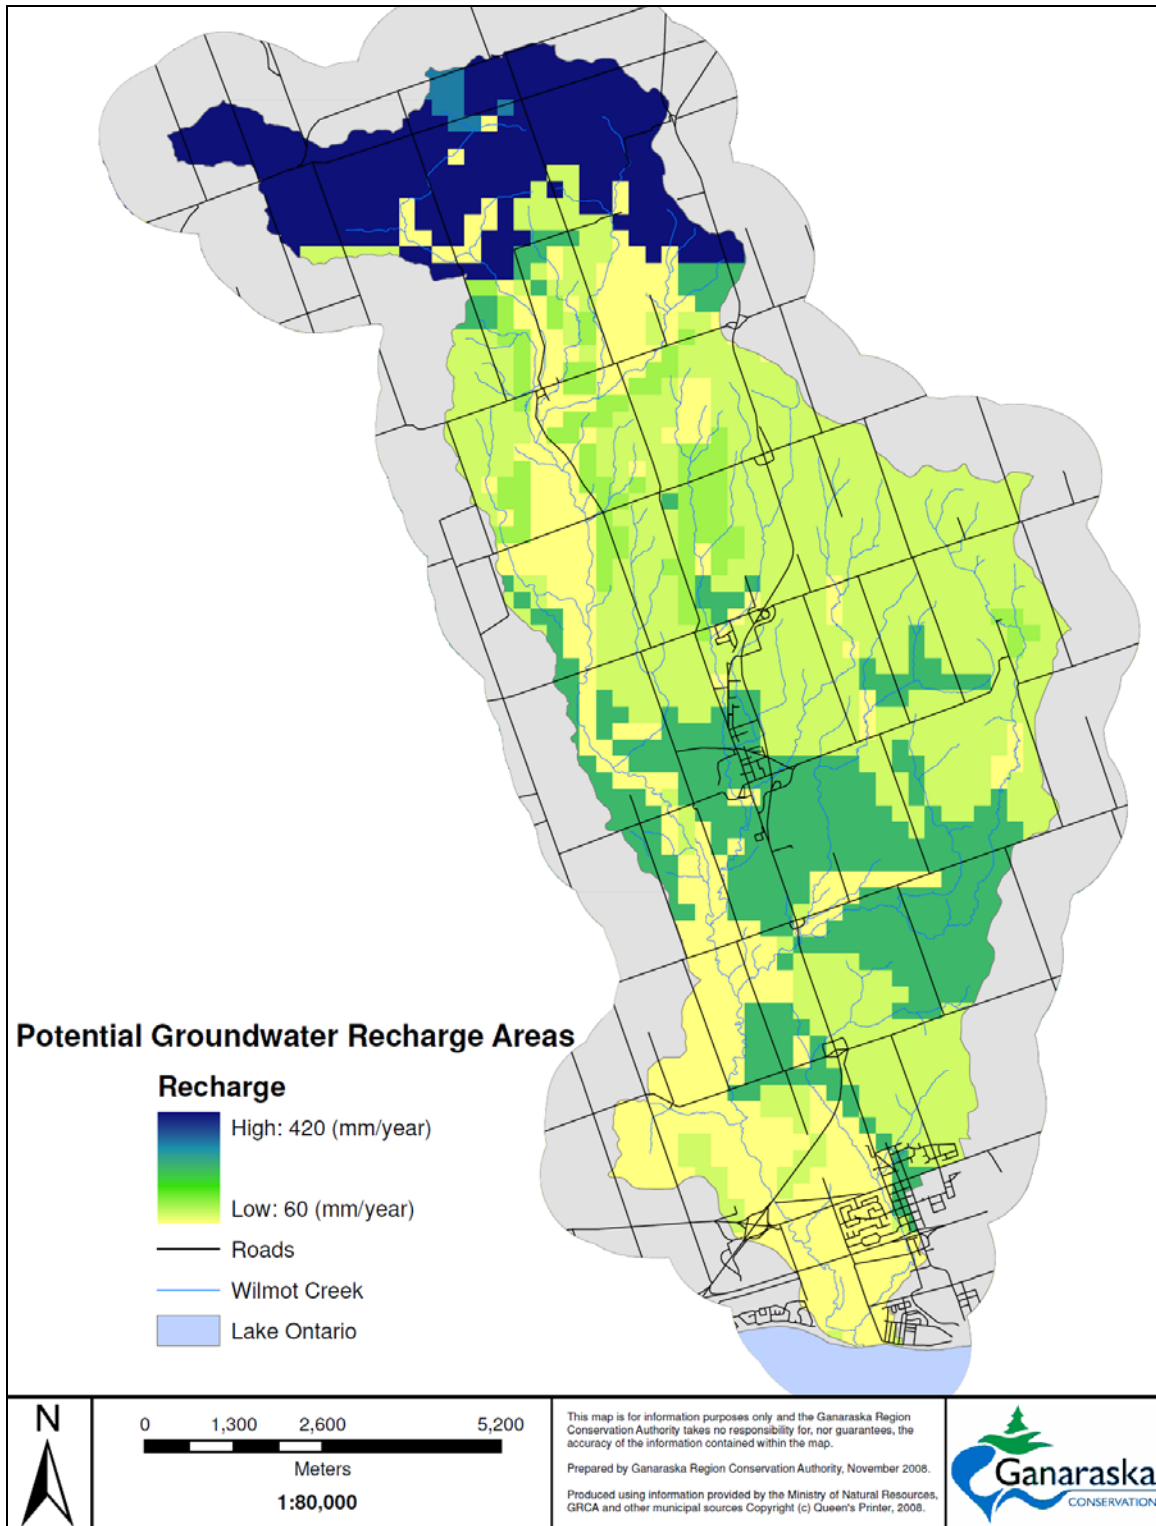 Potential Groundwater Recharge Areas
Recharge
High: 420 (mm/year)
Low: 60 (mm/year)
Roads
Wilmot Creek
Lake Ontario
N
0 1,300 2,600 5,200
Meters
1:80,000
This map is for information purposes only and the Ganaraska Region
Conservation Authority takes no responsibility for, nor guarantees, the
accuracy of the information contained within the map.
Prepared by Ganaraska Region Conservation Authority, November 2008.
Produced using information provided by the Ministry of Natural Resources,
GRCA and other municipal sources Copyright (c) Queen's Printer, 2008.
Ganaraska
CONSERVATION